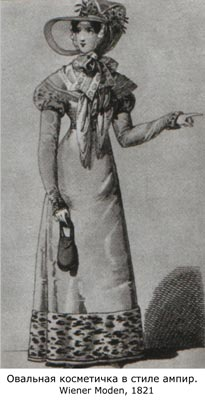 Овальная косметичка в стиле ампир.
Wiener Moden, 1821